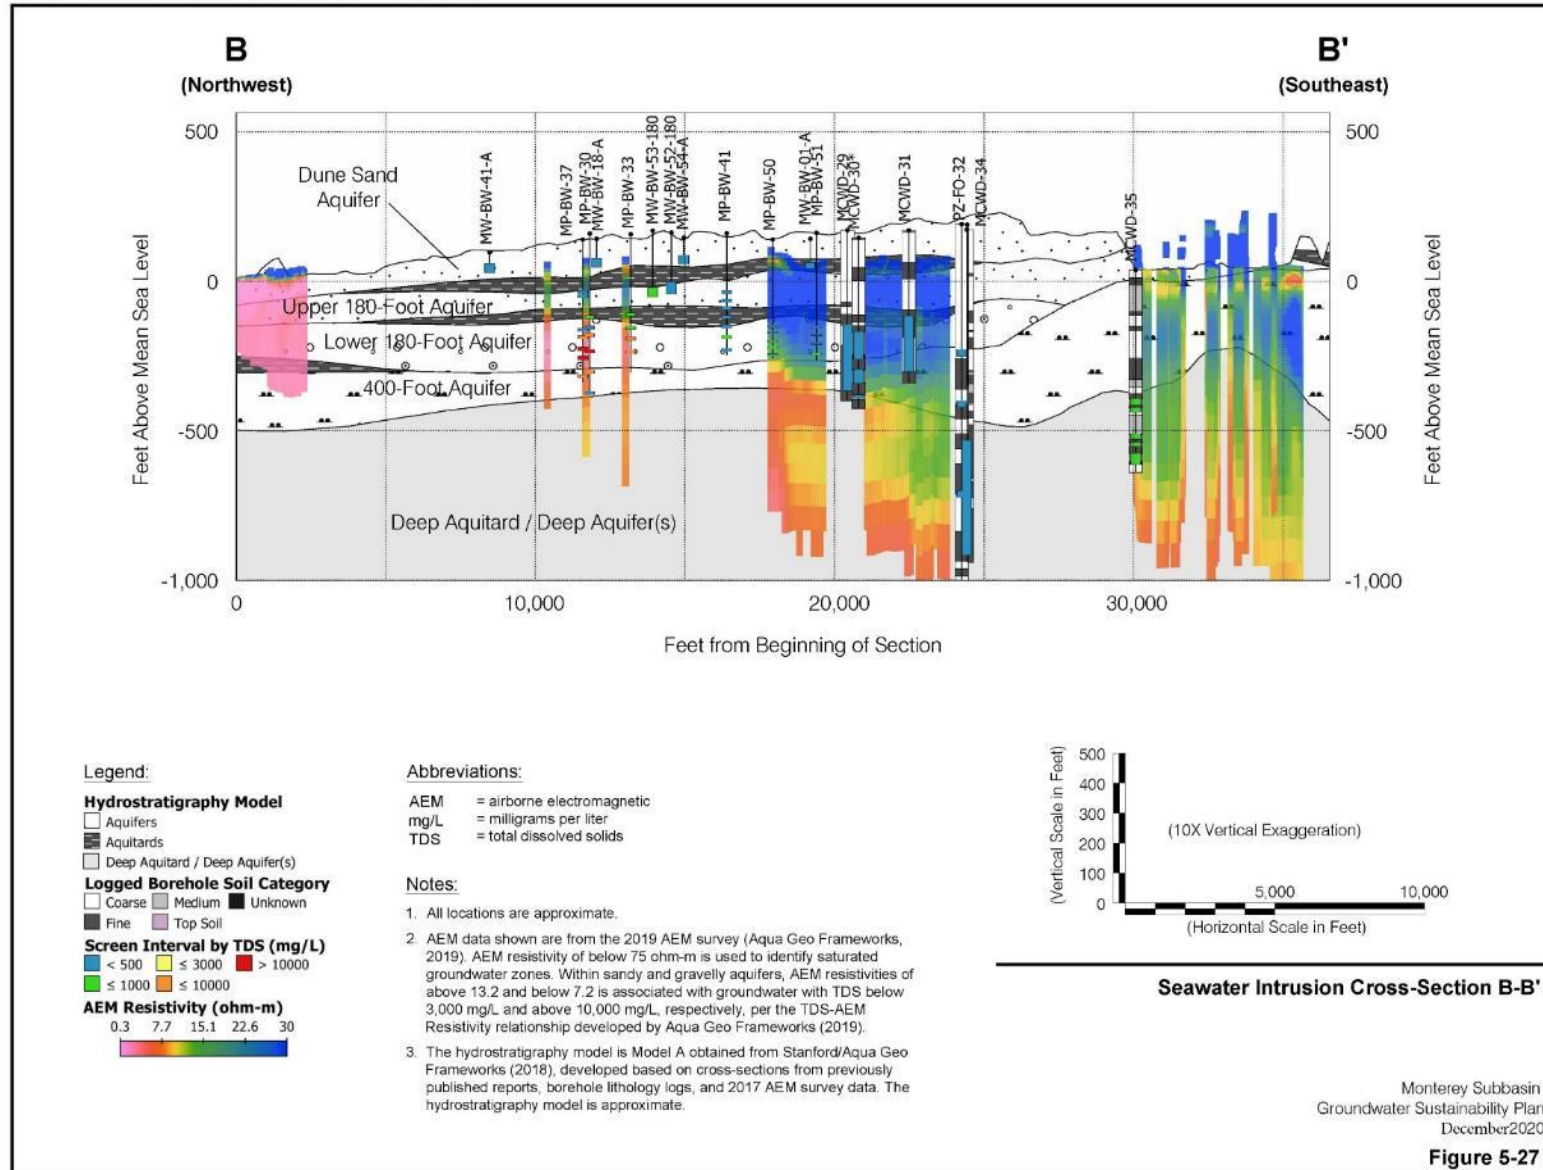 B
(Northwest)
B'
(Southeast)
500
0
-500
-1,000
Feet Above Mean Sea Level
500
0
-500
-1,000
Feet Above Mean Sea Level
Dune Sand
Aquifer
MW-BW-41-A
MP-BW-37
MP-BW-30
MW-BW-18-A
MP-BW-33
MW-BW-53-180
MW-BW-52-180
MW-BW-54-A
MP-BW-41
MP-BW-50
MW-BW-01-A
MP-BW-51
MCWD-29
MCWD-30*
MCWD-31
PZ-FO-32
MCWD-34
MCWD-35
Upper 180-Foot Aquifer
Lower 180-Foot Aquifer
400-Foot Aquifer
Deep Aquitard / Deep Aquifer(s)
0
10,000
20,000
30,000
Feet from Beginning of Section
Legend:
Hydrostratigraphy Model
Aquifers
Aquitards
Deep Aquitard / Deep Aquifer(s)
Logged Borehole Soil Category
Coarse Medium Unknown
Fine Top Soil
Screen Interval by TDS (mg/L)
< 500 ≤ 3000 > 10000
≤ 1000 ≤ 10000
AEM Resistivity (ohm-m)
0.3 7.7 15.1 22.6 30
Abbreviations:
AEM = airborne electromagnetic
mg/L = milligrams per liter
TDS = total dissolved solids
Notes:
1. All locations are approximate.
2. AEM data shown are from the 2019 AEM survey (Aqua Geo Frameworks,
2019). AEM resistivity of below 75 ohm-m is used to identify saturated
groundwater zones. Within sandy and gravelly aquifers, AEM resistivities of
above 13.2 and below 7.2 is associated with groundwater with TDS below
3,000 mg/L and above 10,000 mg/L, respectively, per the TDS-AEM
Resistivity relationship developed by Aqua Geo Frameworks (2019).
3. The hydrostratigraphy model is Model A obtained from Stanford/Aqua Geo
Frameworks (2018), developed based on cross-sections from previously
published reports, borehole lithology logs, and 2017 AEM survey data. The
hydrostratigraphy model is approximate.
(Vertical Scale in Feet)
500
400
300
200
100
0
(10X Vertical Exaggeration)
5,000 10,000
(Horizontal Scale in Feet)
Seawater Intrusion Cross-Section B-B'
Monterey Subbasin
Groundwater Sustainability Plan
December2020
Figure 5-27